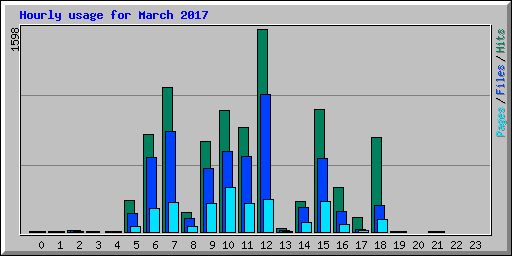 Hourly usage for March 2017
1598
Pages / Files / Hits
0 1 2 3 4 5 6 7 8 9 10 11 12 13 14 15 16 17 18 19 20 21 22 23